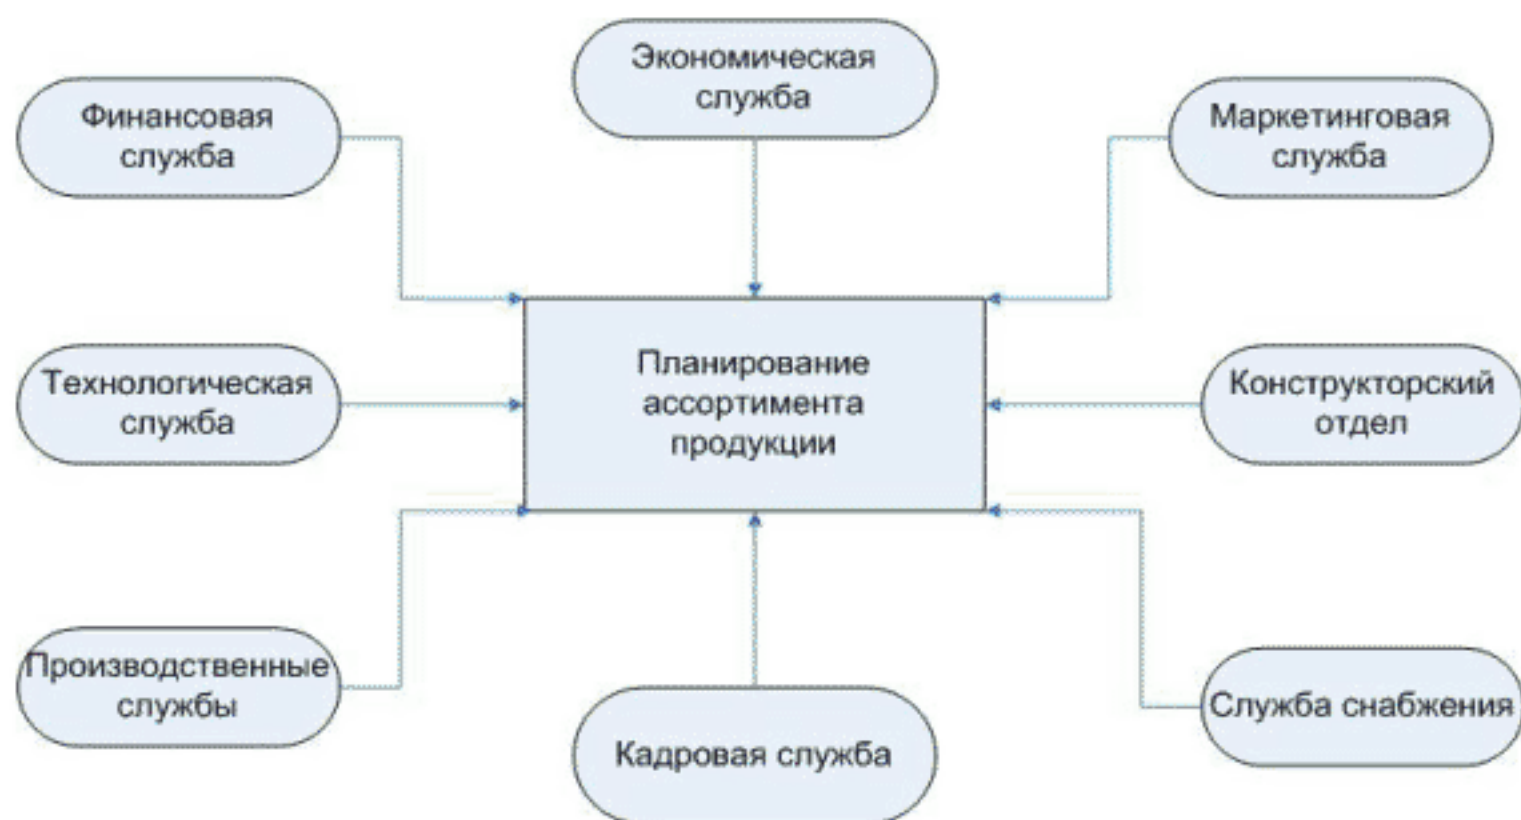 Экономическая
служба
Финансовая
служба
Маркетинговая
служба
Планирование
ассортимента
продукции
Технологическая
служба
Конструкторский
отдел
Производственные
службы
Кадровая служба
Служба снабжения